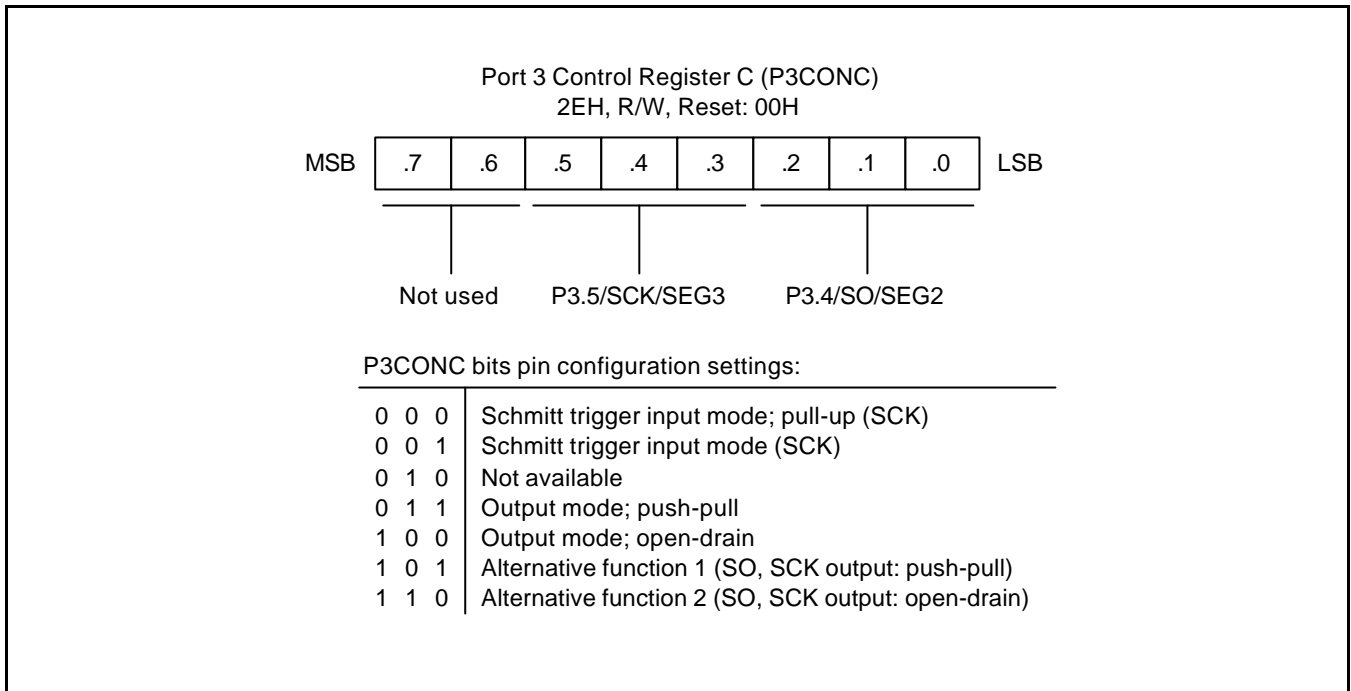 Port 3 Control Register C (P3CONC)
2EH, R/W, Reset: 00H
MSB .7 .6 .5 .4 .3 .2 .1 .0 LSB
Not used P3.5/SCK/SEG3 P3.4/SO/SEG2
P3CONC bits pin configuration settings:
0 0 0 Schmitt trigger input mode; pull-up (SCK)
0 0 1 Schmitt trigger input mode (SCK)
0 1 0 Not available
0 1 1 Output mode; push-pull
1 0 0 Output mode; open-drain
1 0 1 Alternative function 1 (SO, SCK output: push-pull)
1 1 0 Alternative function 2 (SO, SCK output: open-drain)